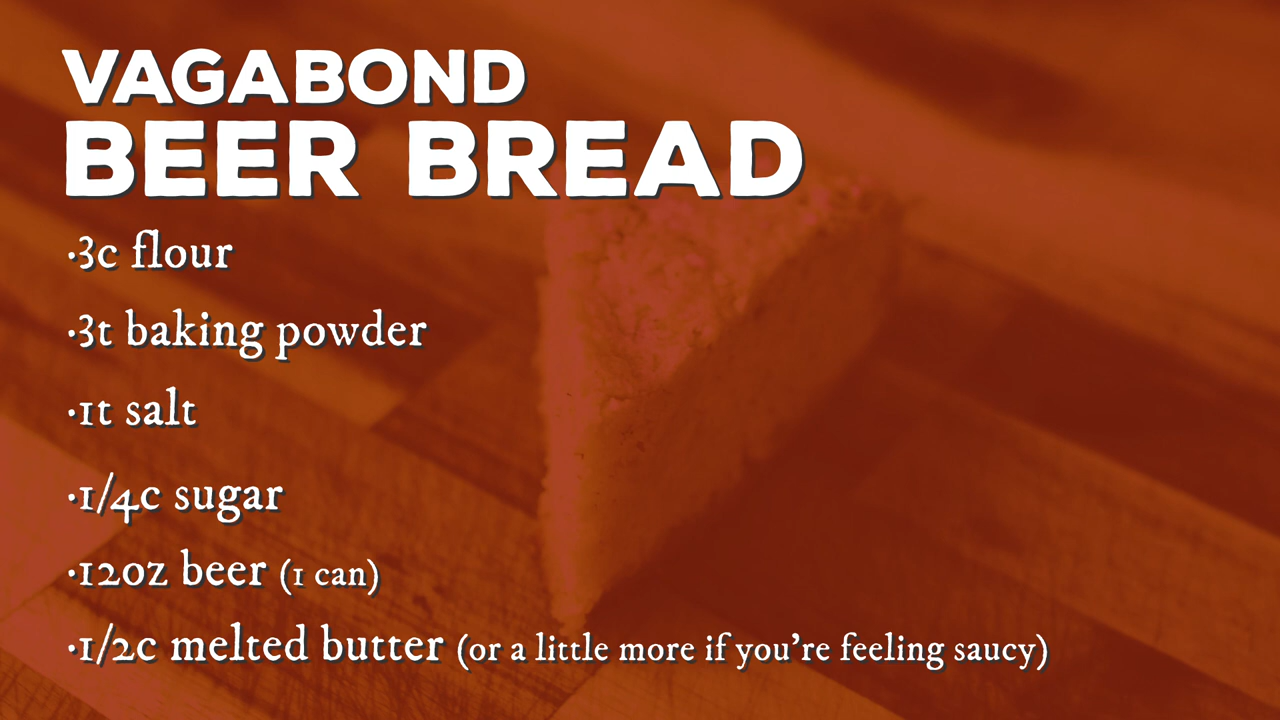 VAGABOND
BEER BREAD
·3c flour
·3t baking powder
·1t salt
·1/4c sugar
·12oz beer (1 can)
·1/2c melted butter (or a little more if you're feeling saucy)